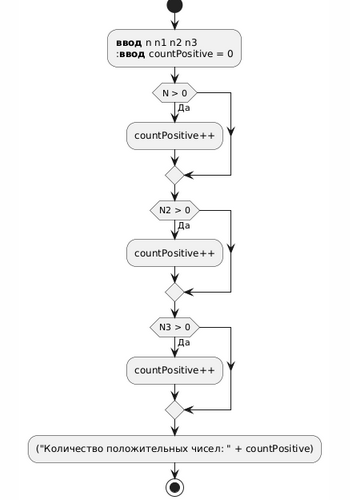 ввод n n1 n2 n3
:ввод countPositive = 0
N > 0
Да
countPositive++
N2 > 0
Да
countPositive++
N3 > 0
Да
countPositive++
("Количество положительных чисел: " + countPositive)